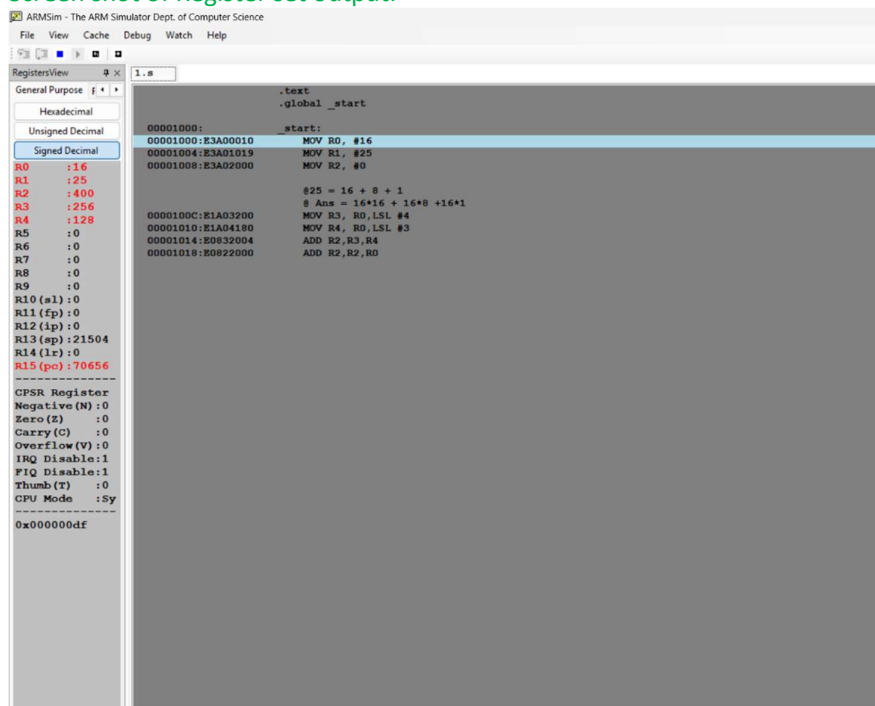 Screen shot of Register set output:
ARMSim - The ARM Simulator Dept. of Computer Science
File View Cache Debug Watch Help
RegistersView
1.s
General Purpose
Hexadecimal
Unsigned Decimal
Signed Decimal
R0 :16
R1 :25
R2 :400
R3 :256
R4 :128
R5 :0
R6 :0
R7 :0
R8 :0
R9 :0
R10(sl):0
R11(fp):0
R12(ip):0
R13(sp):21504
R14(lr):0
R15(pc):70656
--------------
CPSR Register
Negative(N):0
Zero(Z) :0
Carry(C) :0
Overflow(V):0
IRQ Disable:1
FIQ Disable:1
Thumb(T) :0
CPU Mode :Sy
--------------
0x000000df
.text
.global _start
00001000: _start:
00001000:E3A00010 MOV R0, #16
00001004:E3A01019 MOV R1, #25
00001008:E3A02000 MOV R2, #0
@25 = 16 + 8 + 1
@ Ans = 16*16 + 16*8 +16*1
0000100C:E1A03200 MOV R3, R0,LSL #4
00001010:E1A04180 MOV R4, R0,LSL #3
00001014:E0832004 ADD R2,R3,R4
00001018:E0822000 ADD R2,R2,R0